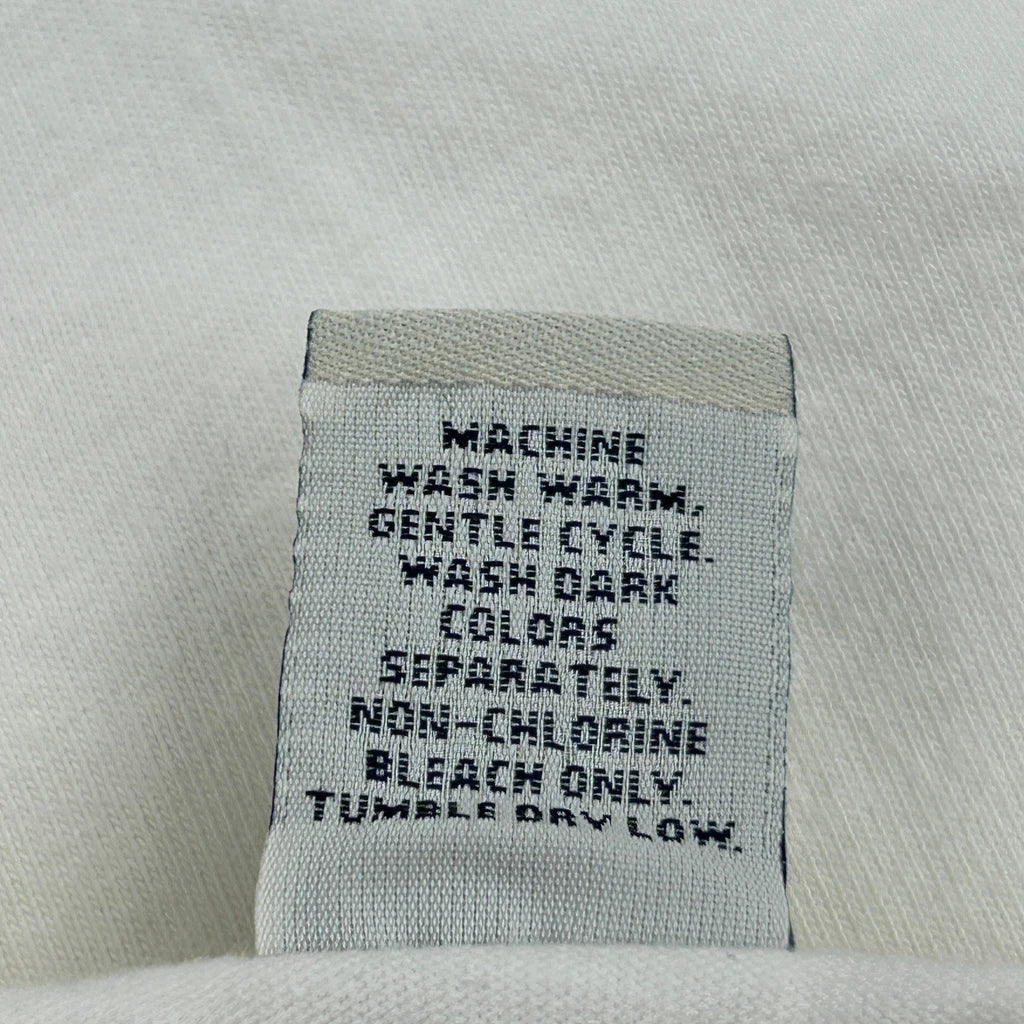 MACHINE
WASH WARM,
GENTLE CYCLE.
WASH DARK
COLORS
SEPARATELY.
NON-CHLORINE
BLEACH ONLY.
TUMBLE DRY LOW.